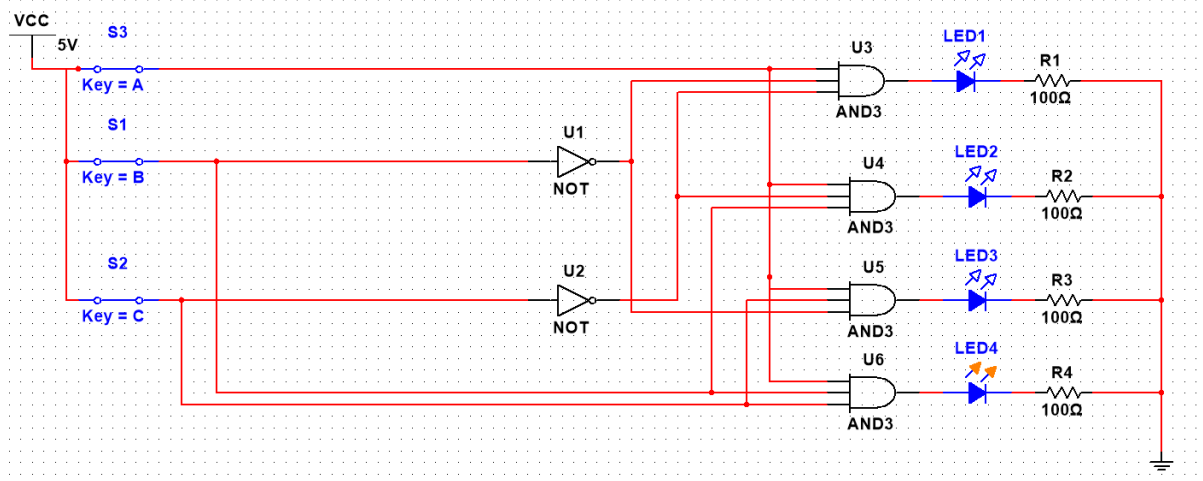 VCC
5V
S3
Key = A
S1
Key = B
S2
Key = C
U1
NOT
U2
NOT
U3
AND3
LED1
R1
100Ω
U4
AND3
LED2
R2
100Ω
U5
AND3
LED3
R3
100Ω
U6
AND3
LED4
R4
100Ω